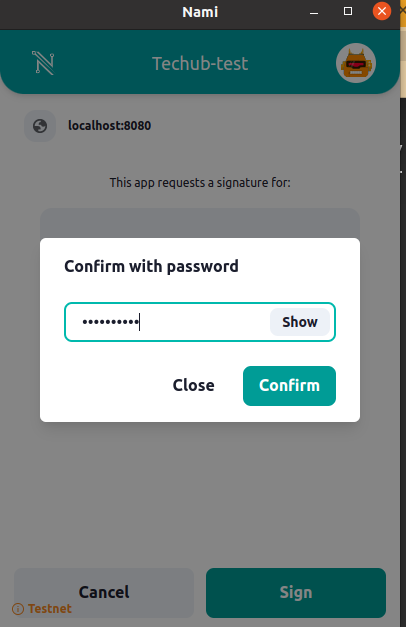 Nami
Techub-test
localhost:8080
This app requests a signature for:
Confirm with password
••••••••••
Show
Close
Confirm
Cancel
Sign
Testnet